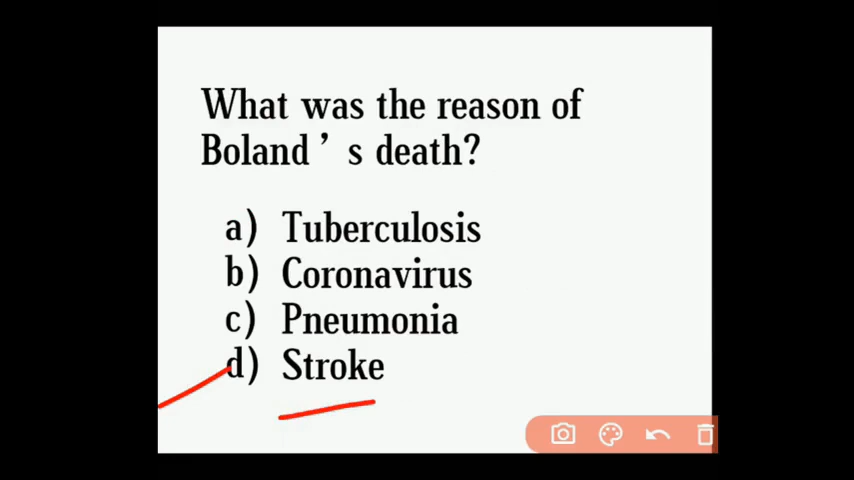 What was the reason of
Boland ’ s death?
a) Tuberculosis
b) Coronavirus
c) Pneumonia
d) Stroke